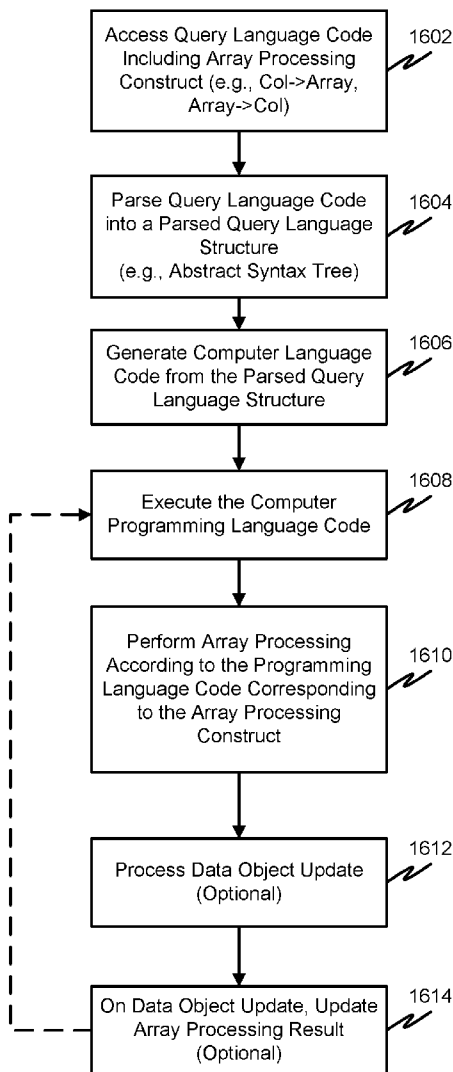 Access Query Language Code
Including Array Processing
Construct (e.g., Col->Array,
Array->Col)
1602
Parse Query Language Code
into a Parsed Query Language
Structure
(e.g., Abstract Syntax Tree)
1604
Generate Computer Language
Code from the Parsed Query
Language Structure
1606
Execute the Computer
Programming Language Code
1608
Perform Array Processing
According to the Programming
Language Code Corresponding
to the Array Processing
Construct
1610
Process Data Object Update
(Optional)
1612
On Data Object Update, Update
Array Processing Result
(Optional)
1614